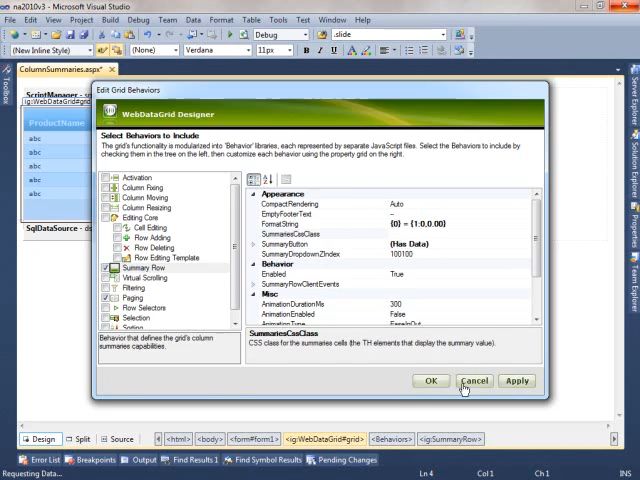 na2010v3 - Microsoft Visual Studio
File Edit View Project Build Debug Team Data Format Table Tools Test Window Help
Debug .slide
(New Inline Style) (None) Verdana 11px B I U A
ColumnSummaries.aspx* ×
Toolbox
ScriptManager - 
ig:WebDataGrid#grid
ProductName
abc
abc
abc
abc
abc
SqlDataSource - ds
Edit Grid Behaviors
WebDataGrid Designer
Select Behaviors to Include
The grid's functionality is modularized into 'Behavior' libraries, each represented by separate JavaScript files. Select the Behaviors to include by
checking them in the tree on the left, then customize each behavior using the property grid on the right.
Activation
Column Fixing
Column Moving
Column Resizing
Editing Core
Cell Editing
Row Adding
Row Deleting
Row Editing Template
Summary Row
Virtual Scrolling
Filtering
Paging
Row Selectors
Selection
Sorting
Behavior that defines the grid's column
summaries capabilities.
Appearance
CompactRendering Auto
EmptyFooterText --
FormatString {0} = {1:0,0.00}
SummariesCssClass
SummaryButton (Has Data)
SummaryDropdownZIndex 100100
Behavior
Enabled True
SummaryRowClientEvents
Misc
AnimationDurationMs 300
AnimationEnabled False
AnimationType EaseInOut
SummariesCssClass
CSS class for the summaries cells (the TH elements that display the summary value).
OK Cancel Apply
Server Explorer
Solution Explorer
Properties
Team Explorer
Design Split Source <html> <body> <form#form1> <ig:WebDataGrid#grid> <Behaviors> <ig:SummaryRow>
Error List Breakpoints Output Find Results 1 Find Symbol Results Pending Changes
Requesting Data... Ln 4 Col 1 Ch 1 INS